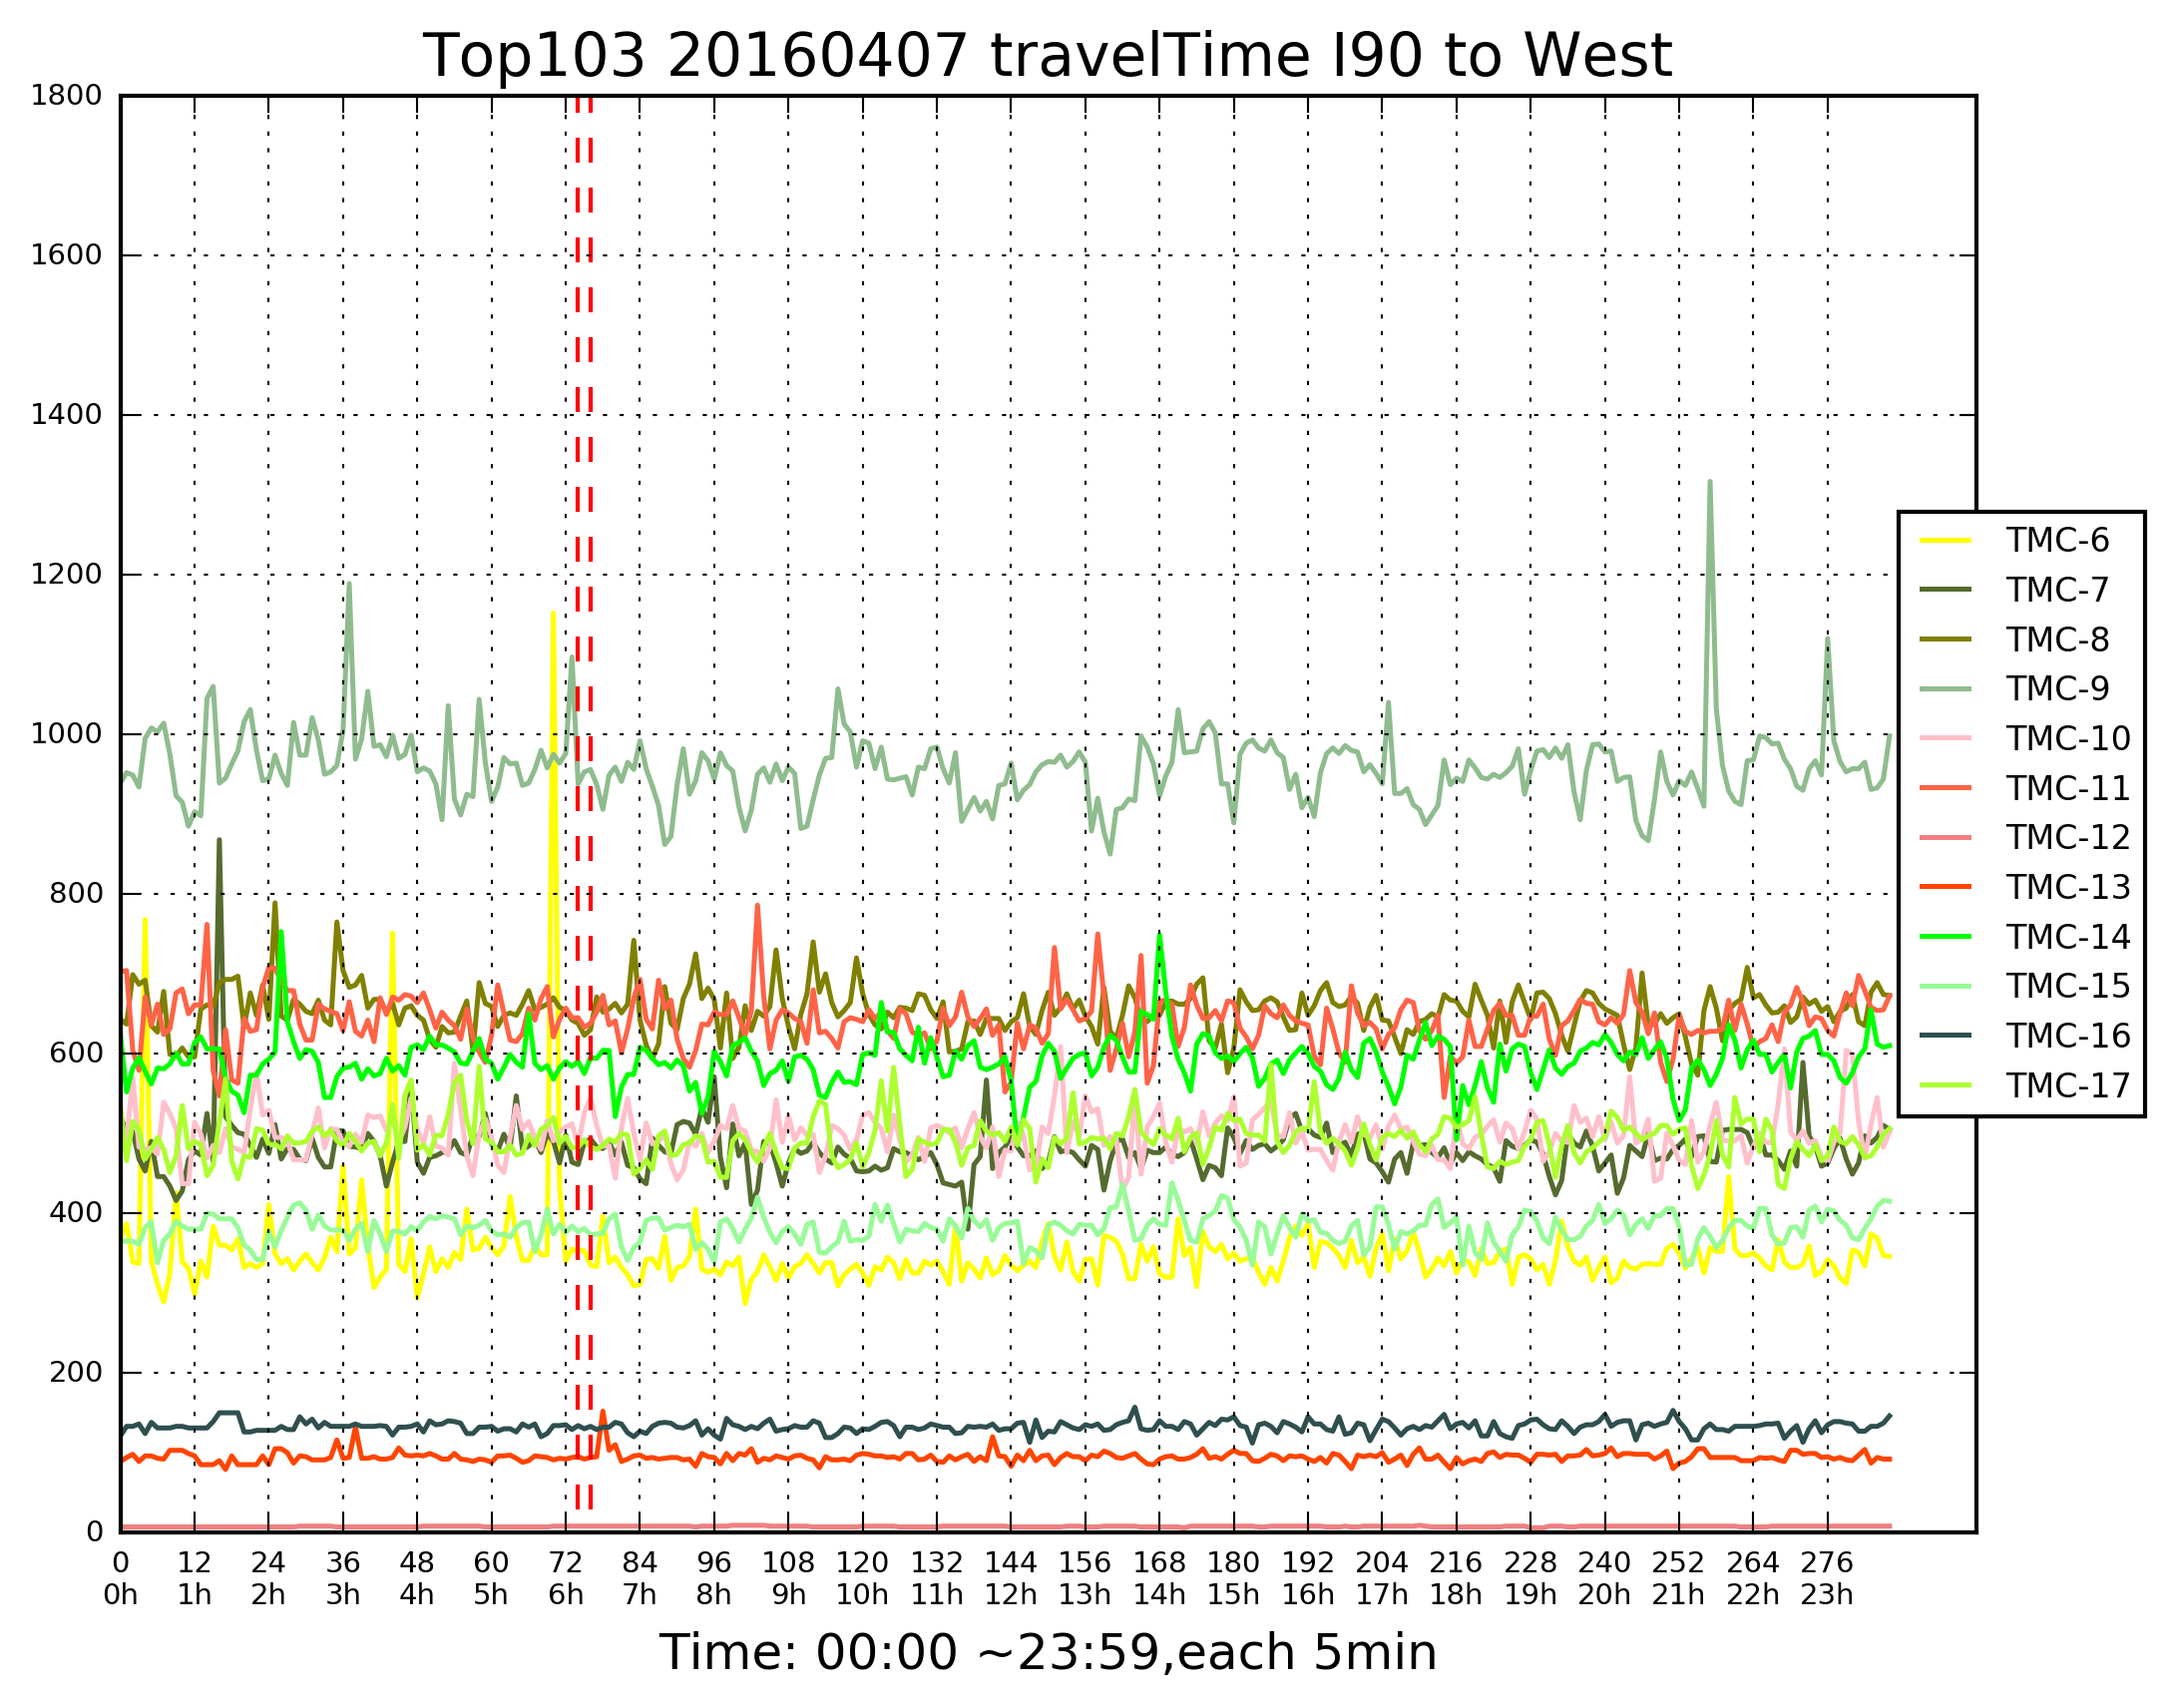 Top103 20160407 travelTime I90 to West
1800
1600
1400
1200
1000
800
600
400
200
0
TMC-6
TMC-7
TMC-8
TMC-9
TMC-10
TMC-11
TMC-12
TMC-13
TMC-14
TMC-15
TMC-16
TMC-17
0 12 24 36 48 60 72 84 96 108 120 132 144 156 168 180 192 204 216 228 240 252 264 276
0h 1h 2h 3h 4h 5h 6h 7h 8h 9h 10h 11h 12h 13h 14h 15h 16h 17h 18h 19h 20h 21h 22h 23h
Time: 00:00 ~23:59,each 5min